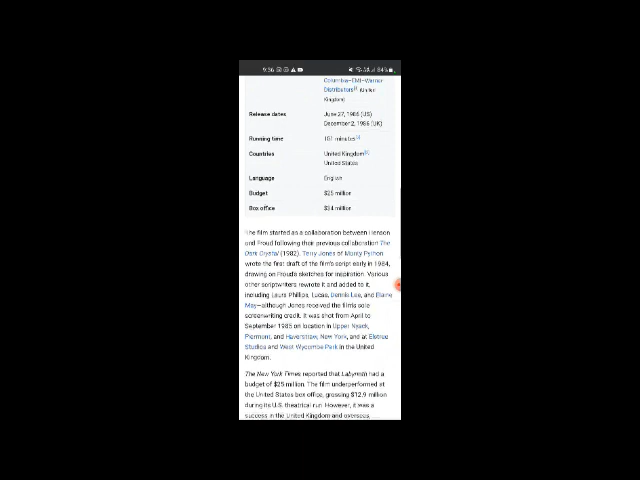 9:36 84%
Columbia-EMI-Warner
Distributors (United
Kingdom)
Release dates June 27, 1986 (US)
December 2, 1986 (UK)
Running time 101 minutes
Countries United Kingdom
United States
Language English
Budget $25 million
Box office $34 million
The film started as a collaboration between Henson
and Froud following their previous collaboration The
Dark Crystal (1982). Terry Jones of Monty Python
wrote the first draft of the film's script early in 1984,
drawing on Froud's sketches for inspiration. Various
other scriptwriters rewrote it and added to it,
including Laura Phillips, Lucas, Dennis Lee, and Elaine
May—although Jones received the film's sole
screenwriting credit. It was shot from April to
September 1985 on location in Upper Nyack,
Piermont, and Haverstraw, New York, and at Elstree
Studios and West Wycombe Park in the United
Kingdom.
The New York Times reported that Labyrinth had a
budget of $25 million. The film underperformed at
the United States box office, grossing $12.9 million
during its U.S. theatrical run. However, it was a
success in the United Kingdom and overseas,